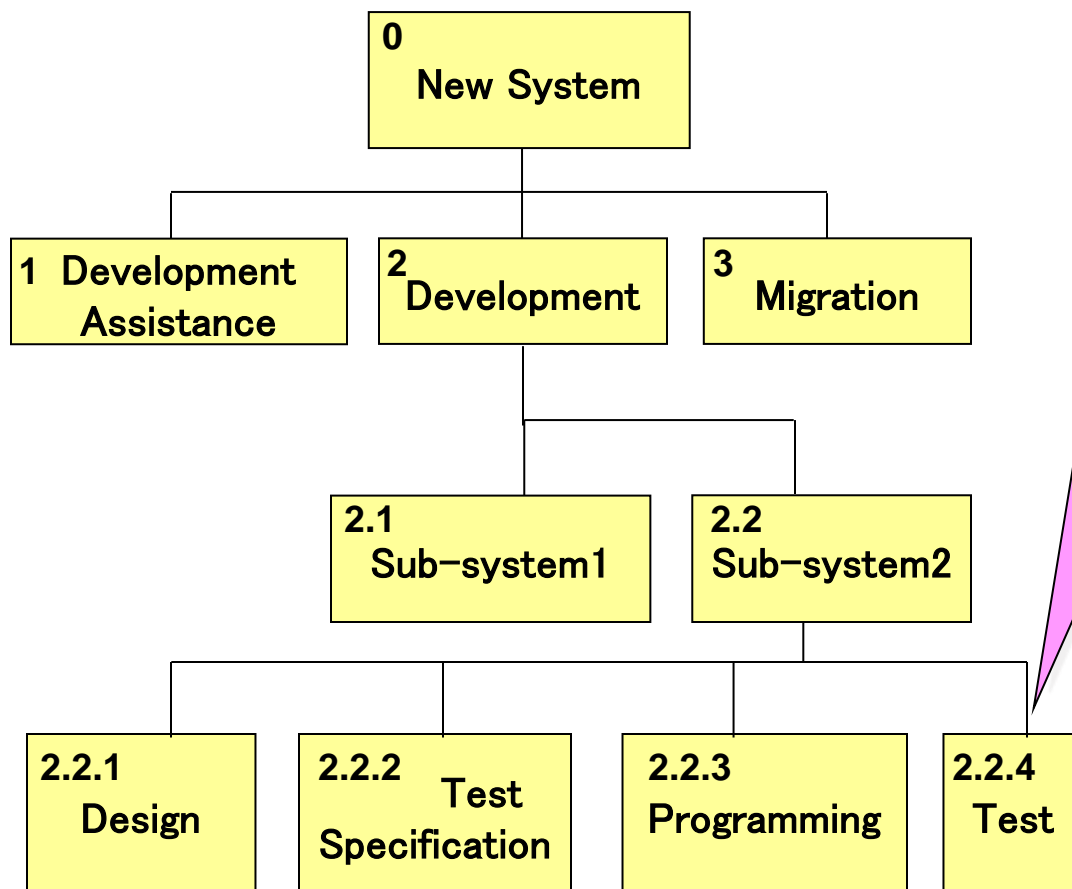 0
New System
1 Development
Assistance
2
Development
3
Migration
2.1
Sub-system1
2.2
Sub-system2
2.2.1
Design
2.2.2
Test
Specification
2.2.3
Programming
2.2.4
Test